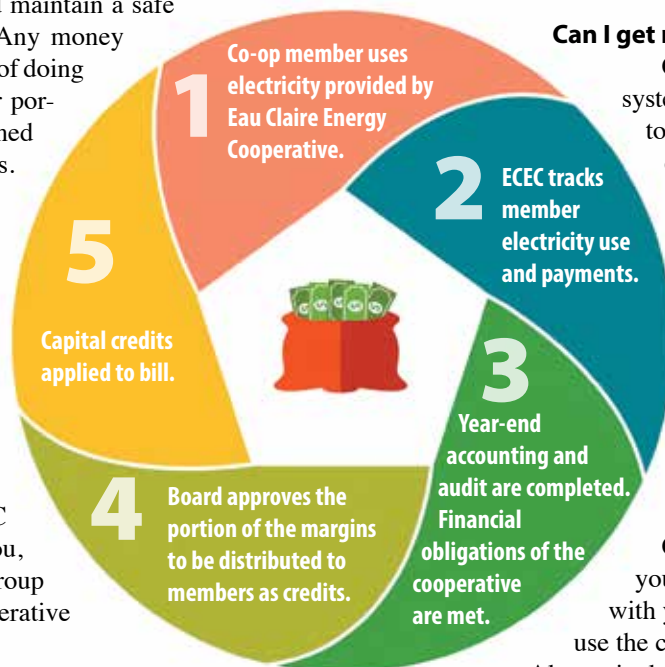 maintain a safe
Any money
of doing
por-
s.
Can I get
1
Co-op member uses
electricity provided by
Eau Claire Energy
Cooperative.
2
ECEC tracks
member
electricity use
and payments.
3
Year-end
accounting and
audit are completed.
Financial
obligations of the
cooperative
are met.
4
Board approves the
portion of the margins
to be distributed to
members as credits.
5
Capital credits
applied to bill.
C
ou,
roup
erative
you
with
use the c